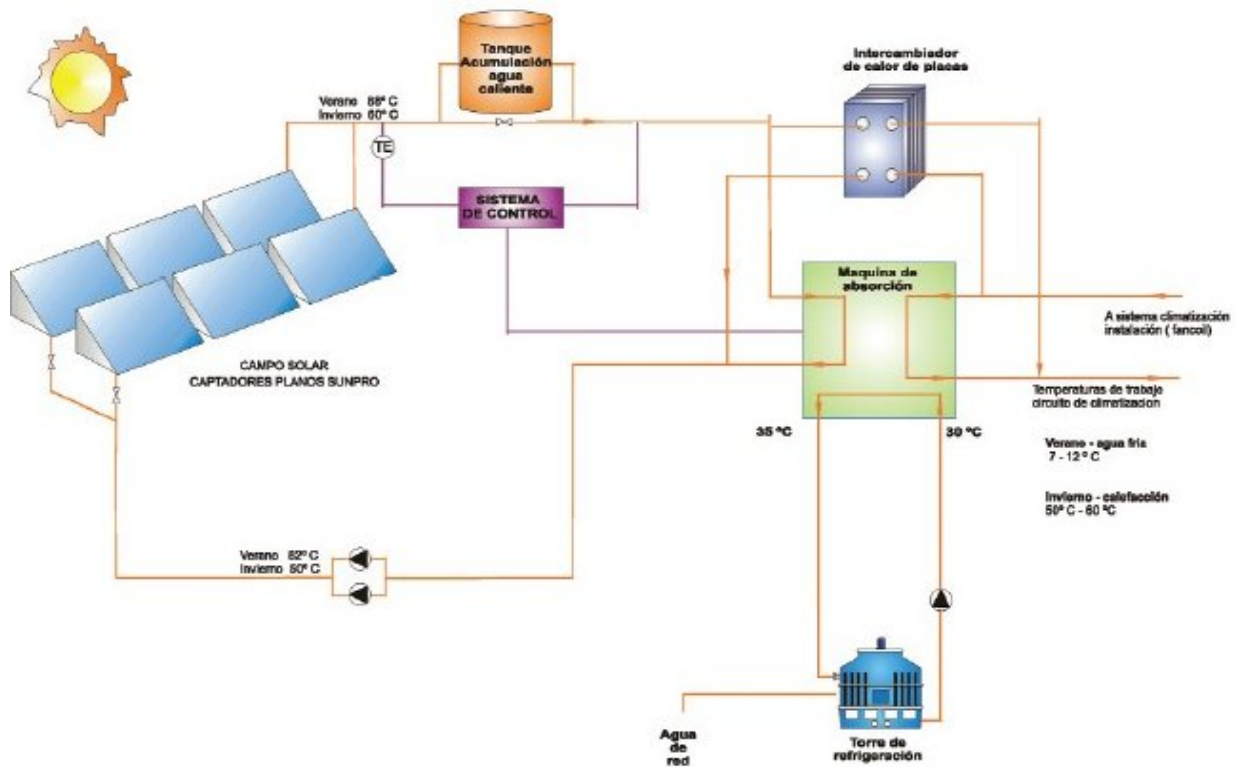 Tanque
Acumulación
agua
caliente
Intercambiador
de calor de placas
Verano 88º C
Invierno 60º C
TE
SISTEMA
DE CONTROL
Maquina de
absorción
A sistema climatización
instalación ( fancoil)
CAMPO SOLAR
CAPTADORES PLANOS SUNPRO
Temperaturas de trabajo
circuito de climatizacion
35 ºC
30 ºC
Verano - agua fria
7 - 12 º C
Invierno - calefacción
50º C - 60 ºC
Verano 82º C
Invierno 50º C
Agua
de
red
Torre de
refrigeración